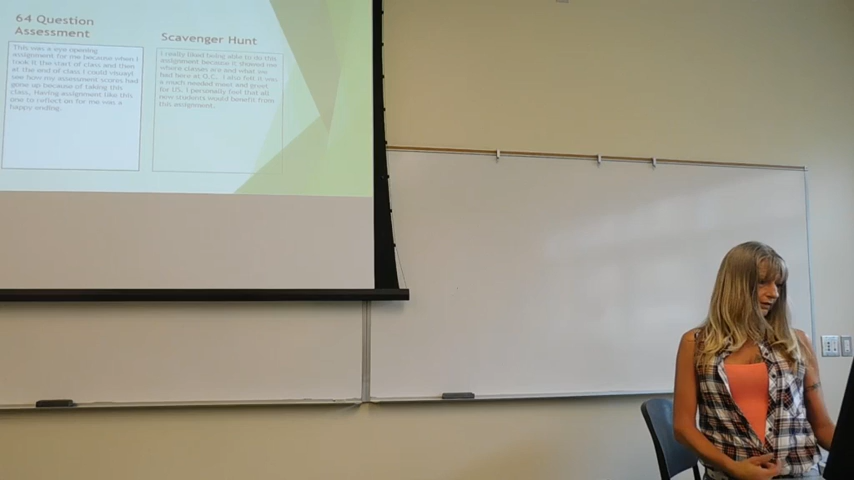 64 Question
Assessment
This was a eye opening
assignment for me because when I
took it the start of class and then
at the end of class I could visualy
see how my assessment scores had
gone up because of taking this
class. Having assignment like this
one to reflect on for me was a
happy ending.
Scavenger Hunt
I really liked being able to do this
assignment because it showed me
where classes are and what we
had here at O.C. I also felt it was
a much needed meet and greet
for US. I personally feel that all
new students would benefit from
this assignment.